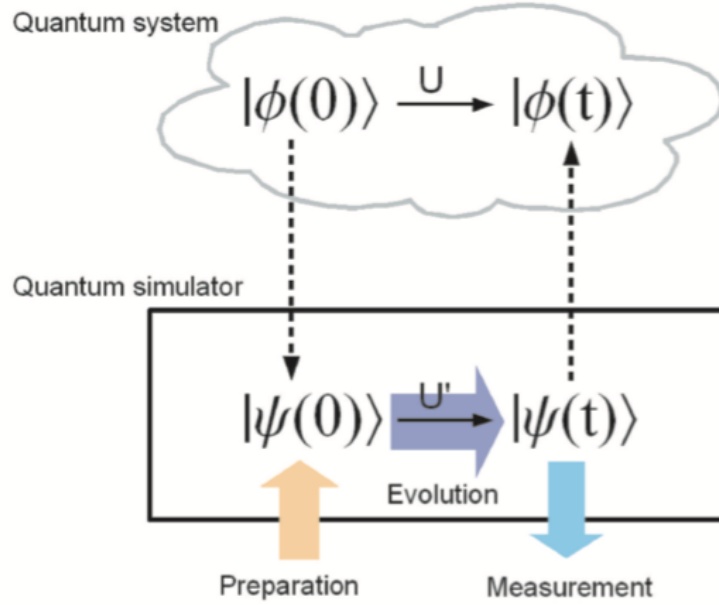 Quantum system
|ϕ(0)⟩ U |ϕ(t)⟩
Quantum simulator
|ψ(0)⟩ U' |ψ(t)⟩
Evolution
Preparation Measurement